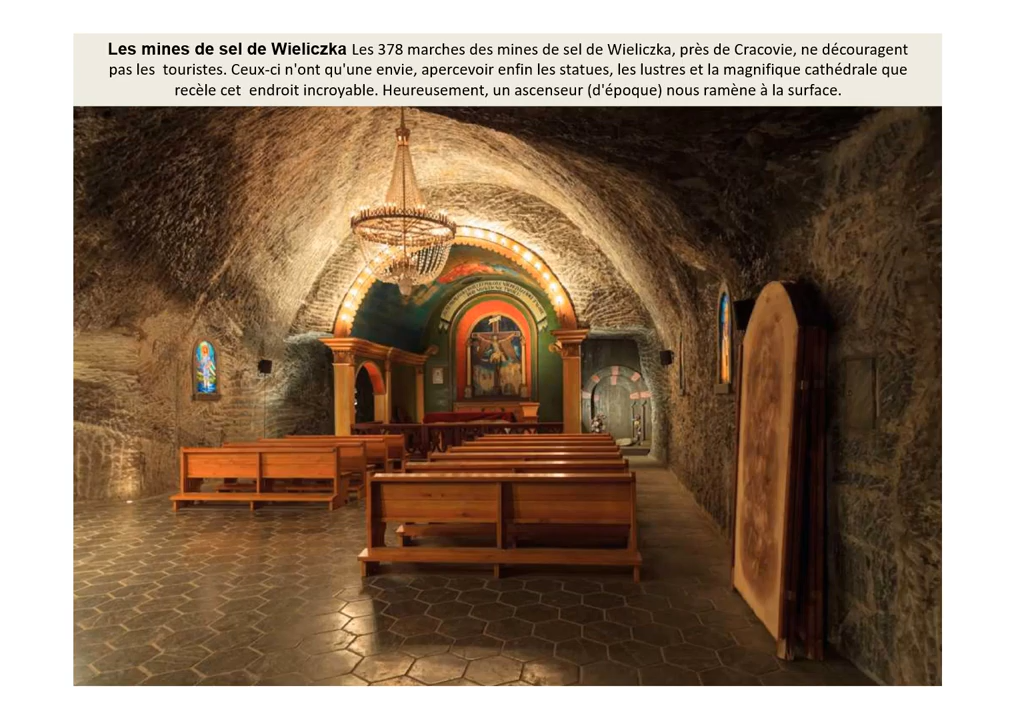 Les mines de sel de Wieliczka Les 378 marches des mines de sel de Wieliczka, près de Cracovie, ne découragent
pas les  touristes. Ceux-ci n'ont qu'une envie, apercevoir enfin les statues, les lustres et la magnifique cathédrale que
recèle cet  endroit incroyable. Heureusement, un ascenseur (d'époque) nous ramène à la surface.